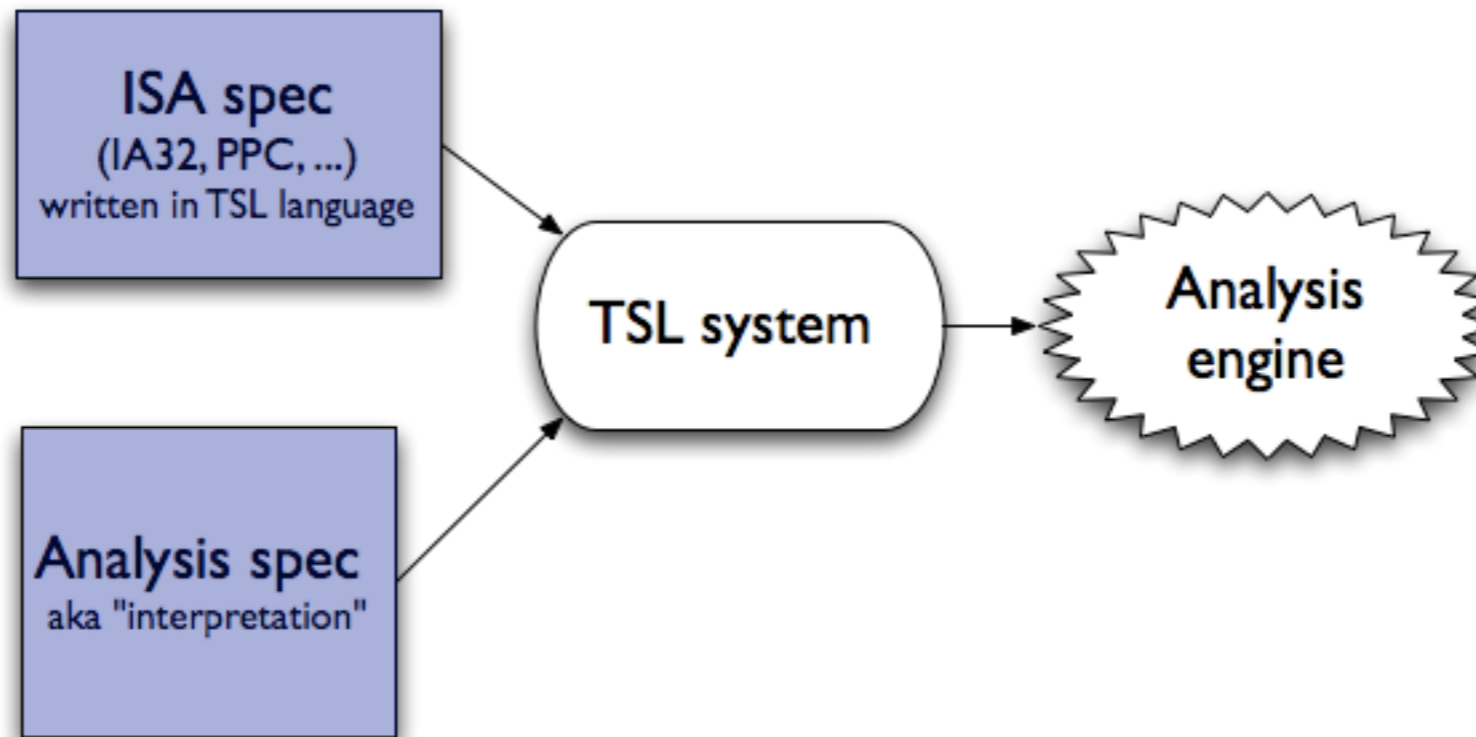 ISA spec
(IA32, PPC, ...)
written in TSL language
TSL system
Analysis
engine
Analysis spec
aka "interpretation"